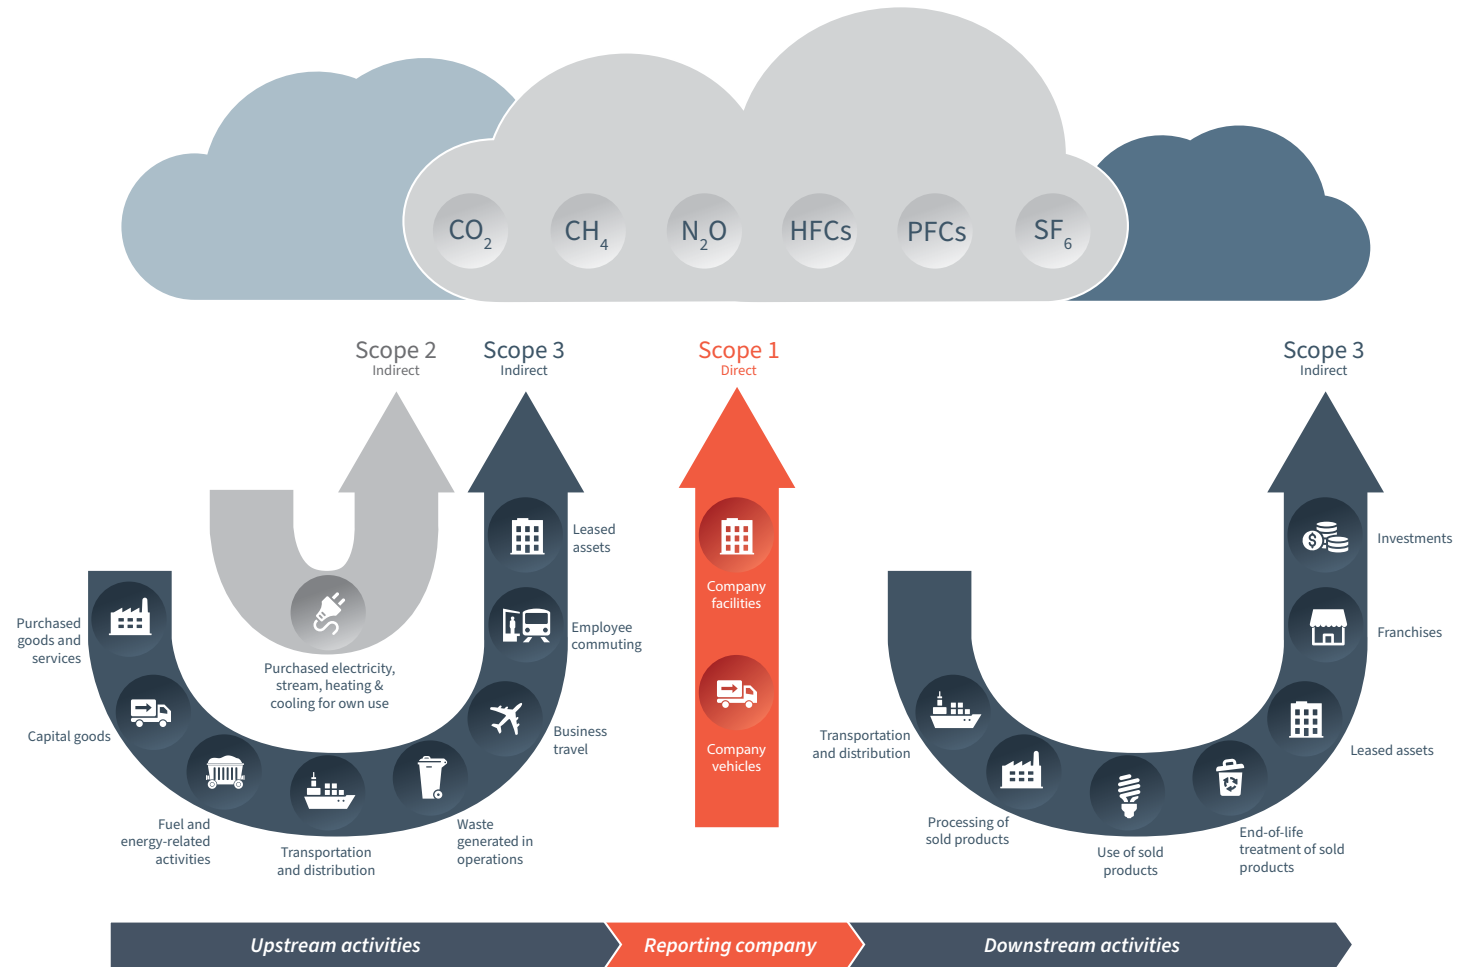 CO2
CH4
N2O
HFCs
PFCs
SF6
Scope 2
Indirect
Scope 3
Indirect
Scope 1
Direct
Scope 3
Indirect
Purchased
goods and
services
Capital goods
Fuel and
energy-related
activities
Transportation
and distribution
Waste
generated in
operations
Business
travel
Employee
commuting
Leased
assets
Purchased electricity,
stream, heating &
cooling for own use
Company
facilities
Company
vehicles
Transportation
and distribution
Processing of
sold products
Use of sold
products
End-of-life
treatment of sold
products
Leased assets
Franchises
Investments
Upstream activities
Reporting company
Downstream activities